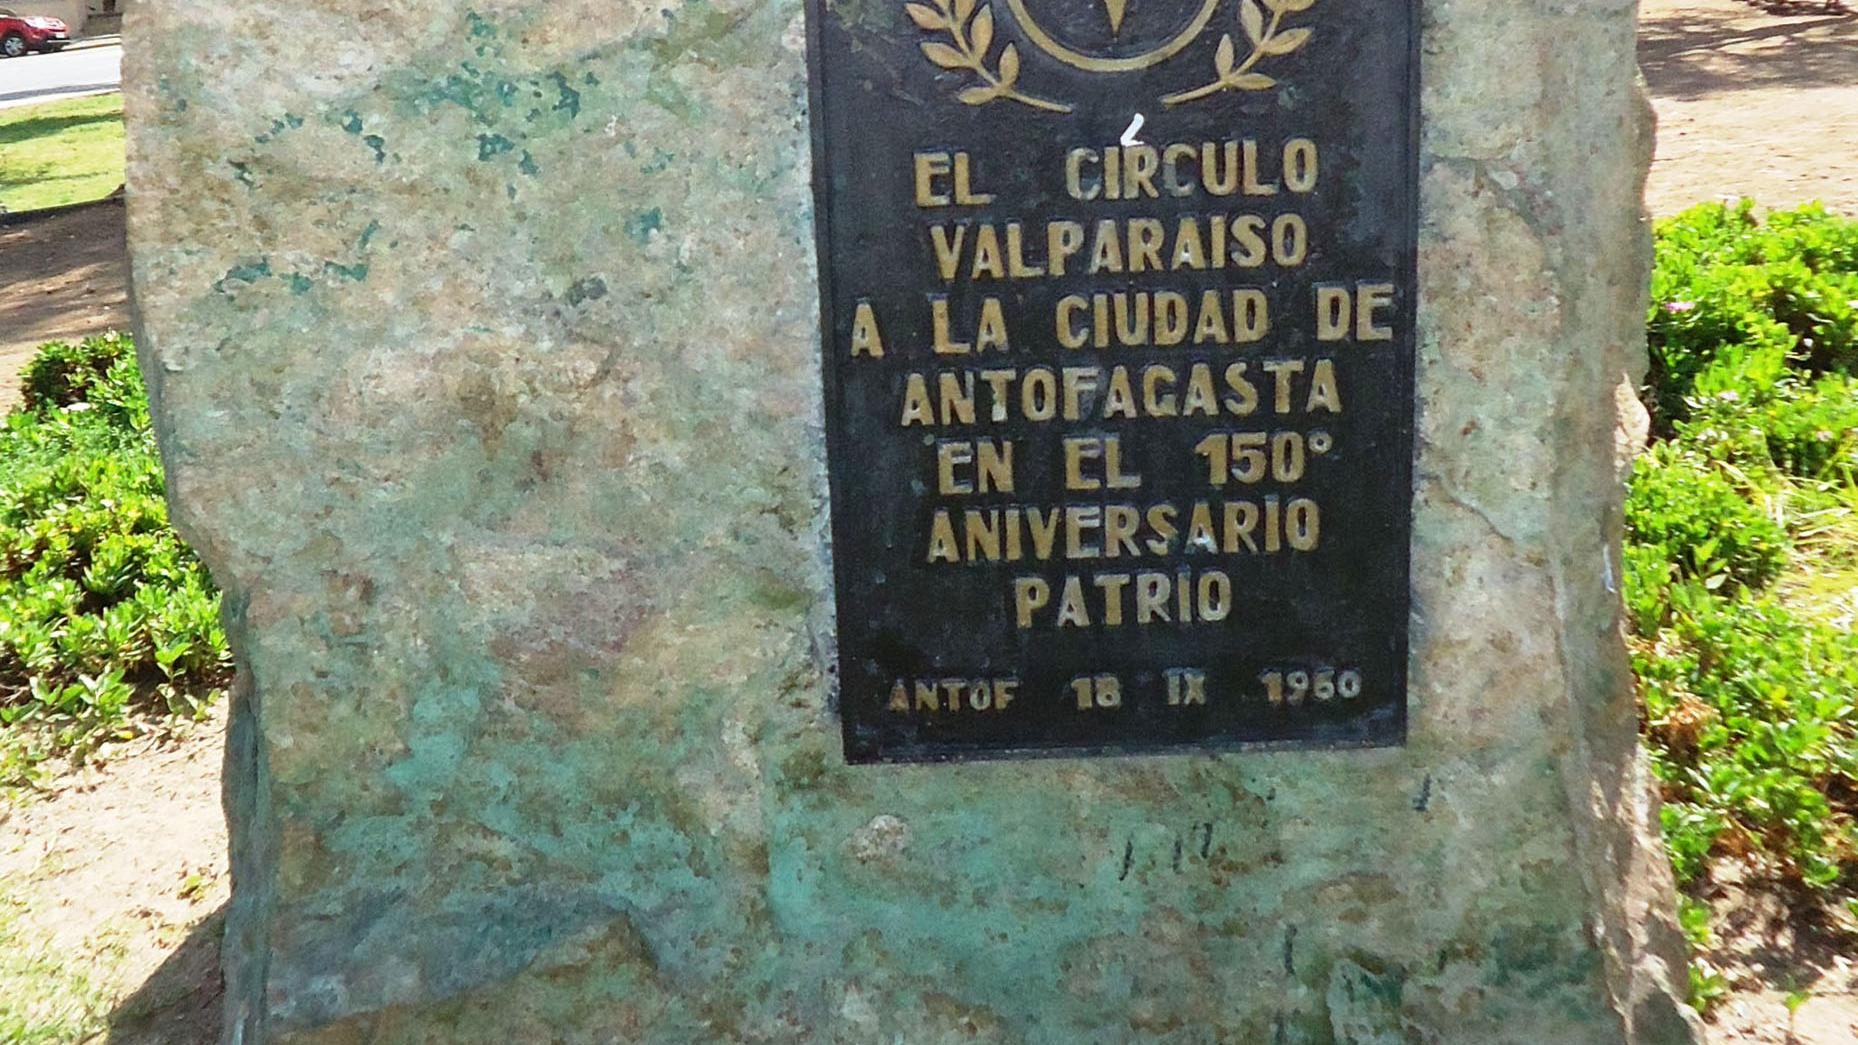 EL CIRCULO
VALPARAISO
A LA CIUDAD DE
ANTOFAGASTA
EN EL 150°
ANIVERSARIO
PATRIO
ANTOF 18 IX 1960